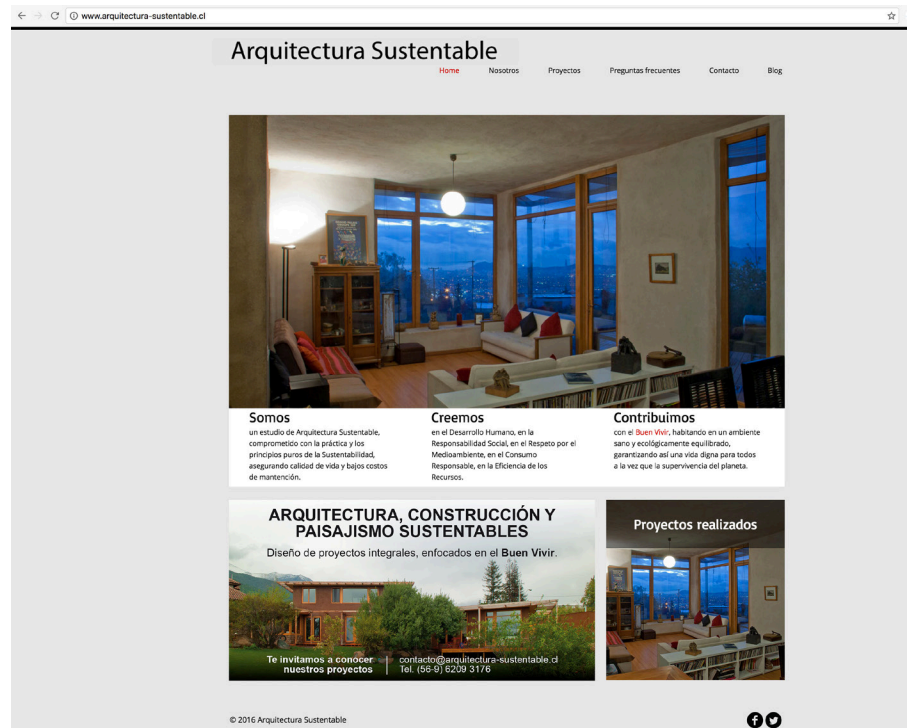 www.arquitectura-sustentable.cl
Arquitectura Sustentable
Home Nosotros Proyectos Preguntas frecuentes Contacto Blog
Somos
un estudio de Arquitectura Sustentable,
comprometido con la práctica y los
principios puros de la Sustentabilidad,
asegurando calidad de vida y bajos costos
de mantención.
Creemos
en el Desarrollo Humano, en la
Responsabilidad Social, en el Respeto por el
Medioambiente, en el Consumo
Responsable, en la Eficiencia de los
Recursos.
Contribuimos
con el Buen Vivir, habitando en un ambiente
sano y ecológicamente equilibrado,
garantizando así una vida digna para todos
a la vez que la supervivencia del planeta.
ARQUITECTURA, CONSTRUCCIÓN Y
PAISAJISMO SUSTENTABLES
Diseño de proyectos integrales, enfocados en el Buen Vivir.
Te invitamos a conocer
nuestros proyectos
contacto@arquitectura-sustentable.cl
Tel. (56-9) 6209 3176
Proyectos realizados
© 2016 Arquitectura Sustentable